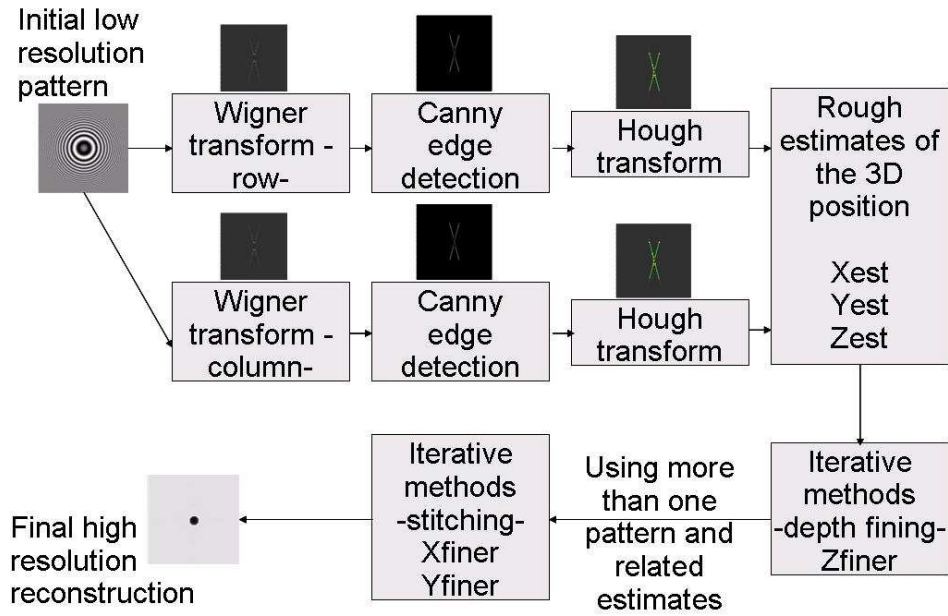 Initial low
resolution
pattern
Wigner
transform -
row-
Canny
edge
detection
Hough
transform
Rough
estimates of
the 3D
position
Xest
Yest
Zest
Wigner
transform -
column-
Canny
edge
detection
Hough
transform
Iterative
methods
-depth fining-
Zfiner
Using more
than one
pattern and
related
estimates
Iterative
methods
-stitching-
Xfiner
Yfiner
Final high
resolution
reconstruction